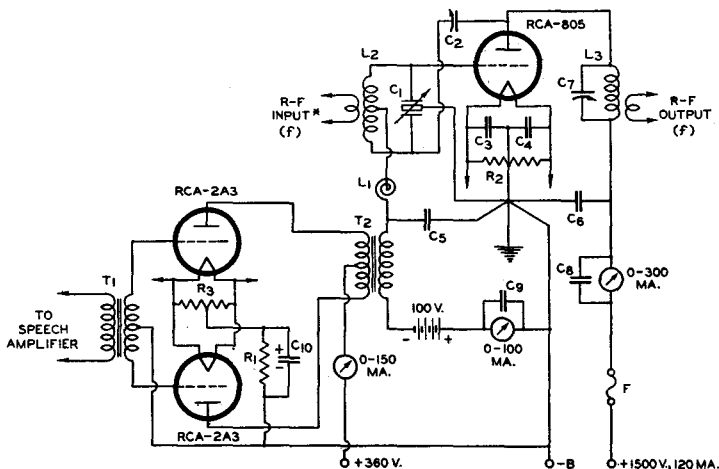 RCA-805
C2
L2
L3
C1
C7
R-F
INPUT*
(f)
R-F
OUTPUT
(f)
C3
C4
R2
L1
RCA-2A3
T2
C5
C6
R3
C8
0-300
MA.
T1
C9
100 V.
- +
TO
SPEECH
AMPLIFIER
C10
+
-
R1
0-150
MA.
0-100
MA.
F
RCA-2A3
+360 V.
-B
+1500 V., 120 MA.